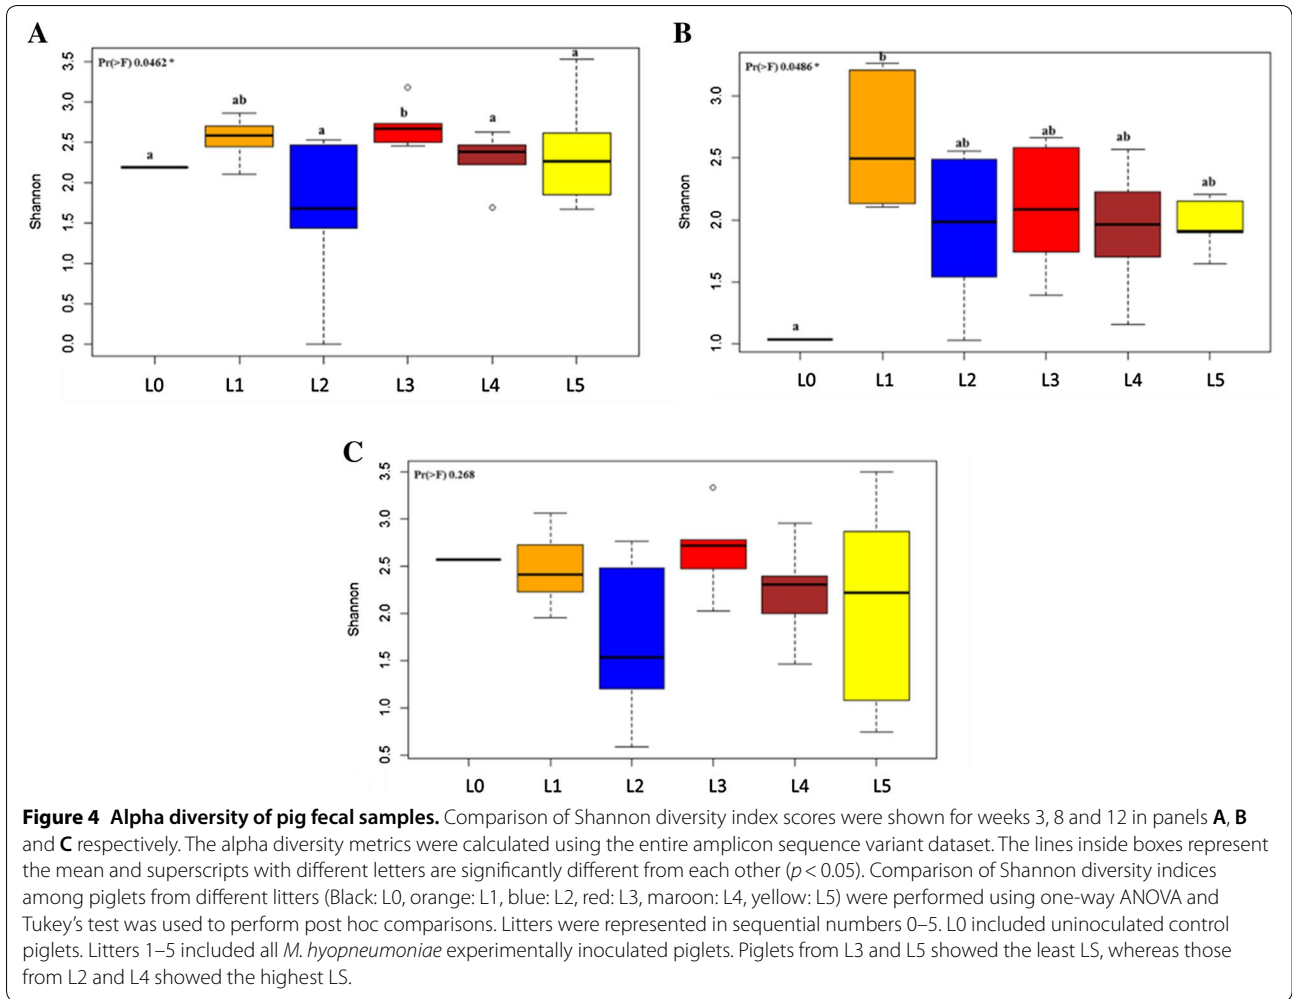 A
Pr(>F) 0.0462 *
Shannon
3.5
3.0
2.5
2.0
1.5
1.0
0.5
0.0
a
ab
a
b
a
a
L0 L1 L2 L3 L4 L5
B
Pr(>F) 0.0486 *
Shannon
3.0
2.5
2.0
1.5
1.0
a
b
ab
ab
ab
ab
L0 L1 L2 L3 L4 L5
C
Pr(>F) 0.268
Shannon
3.5
3.0
2.5
2.0
1.5
1.0
0.5
L0 L1 L2 L3 L4 L5
Figure 4 Alpha diversity of pig fecal samples. Comparison of Shannon diversity index scores were shown for weeks 3, 8 and 12 in panels A, B
and C respectively. The alpha diversity metrics were calculated using the entire amplicon sequence variant dataset. The lines inside boxes represent
the mean and superscripts with different letters are significantly different from each other (p < 0.05). Comparison of Shannon diversity indices
among piglets from different litters (Black: L0, orange: L1, blue: L2, red: L3, maroon: L4, yellow: L5) were performed using one-way ANOVA and
Tukey's test was used to perform post hoc comparisons. Litters were represented in sequential numbers 0–5. L0 included uninoculated control
piglets. Litters 1–5 included all M. hyopneumoniae experimentally inoculated piglets. Piglets from L3 and L5 showed the least LS, whereas those
from L2 and L4 showed the highest LS.